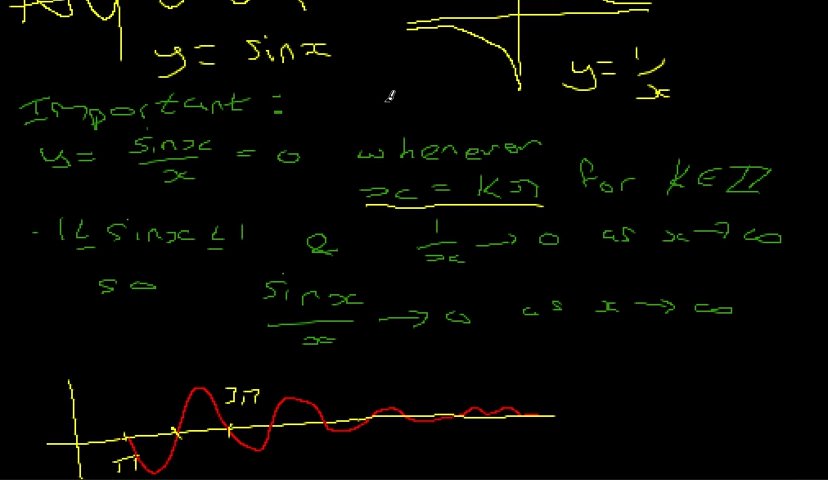 y = sinx
y = 1/x
Important:
y = sinx/x = 0 whenever
x = kπ for k ∈ ℤ
-1 ≤ sinx ≤ 1 & 1/x → 0 as x → ∞
so sinx/x → 0 as x → ∞
3π
π